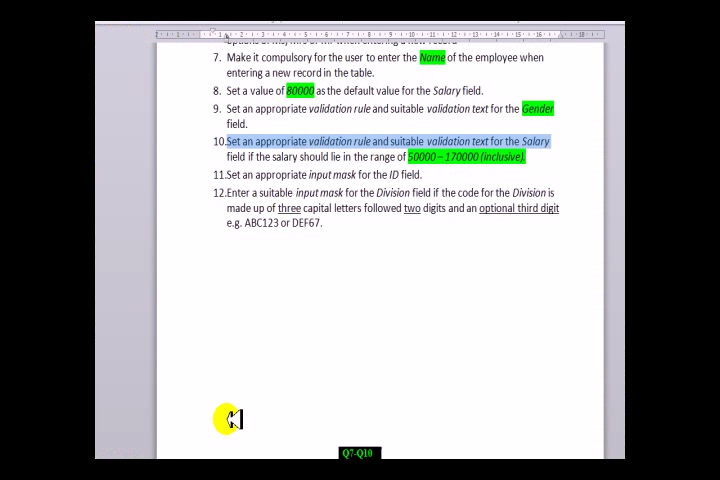 7. Make it compulsory for the user to enter the Name of the employee when
entering a new record in the table.
8. Set a value of 80000 as the default value for the Salary field.
9. Set an appropriate validation rule and suitable validation text for the Gender
field.
10. Set an appropriate validation rule and suitable validation text for the Salary
field if the salary should lie in the range of 50000 – 170000 (inclusive).
11. Set an appropriate input mask for the ID field.
12. Enter a suitable input mask for the Division field if the code for the Division is
made up of three capital letters followed two digits and an optional third digit
e.g. ABC123 or DEF67.
Q7-Q10